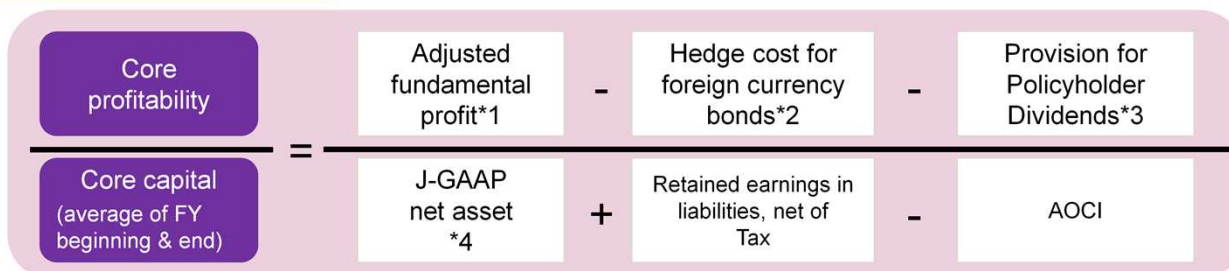 Core
profitability
Core capital
(average of FY
beginning & end)
=
Adjusted
fundamental
profit*1
-
Hedge cost for
foreign currency
bonds*2
-
Provision for
Policyholder
Dividends*3
J-GAAP
net asset
*4
+
Retained earnings in
liabilities, net of
Tax
-
AOCI